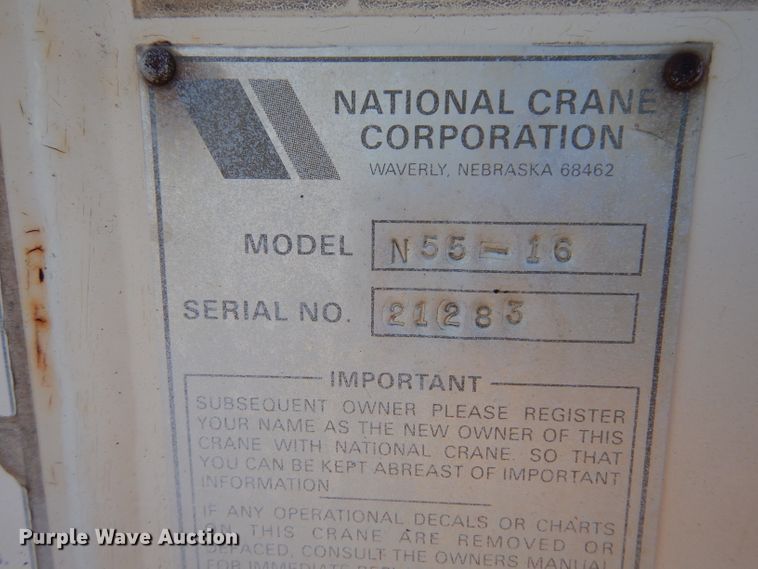 NATIONAL CRANE
CORPORATION
WAVERLY, NEBRASKA 68462
MODEL N55-16
SERIAL NO. 21283
IMPORTANT
SUBSEQUENT OWNER PLEASE REGISTER
YOUR NAME AS THE NEW OWNER OF THIS
CRANE WITH NATIONAL CRANE. SO THAT
YOU CAN BE KEPT ABREAST OF IMPORTANT
INFORMATION
IF ANY OPERATIONAL DECALS OR CHARTS
ON THIS CRANE ARE REMOVED OR
DEFACED, CONSULT THE OWNERS MANUAL
FOR IMMEDIATE
Purple Wave Auction